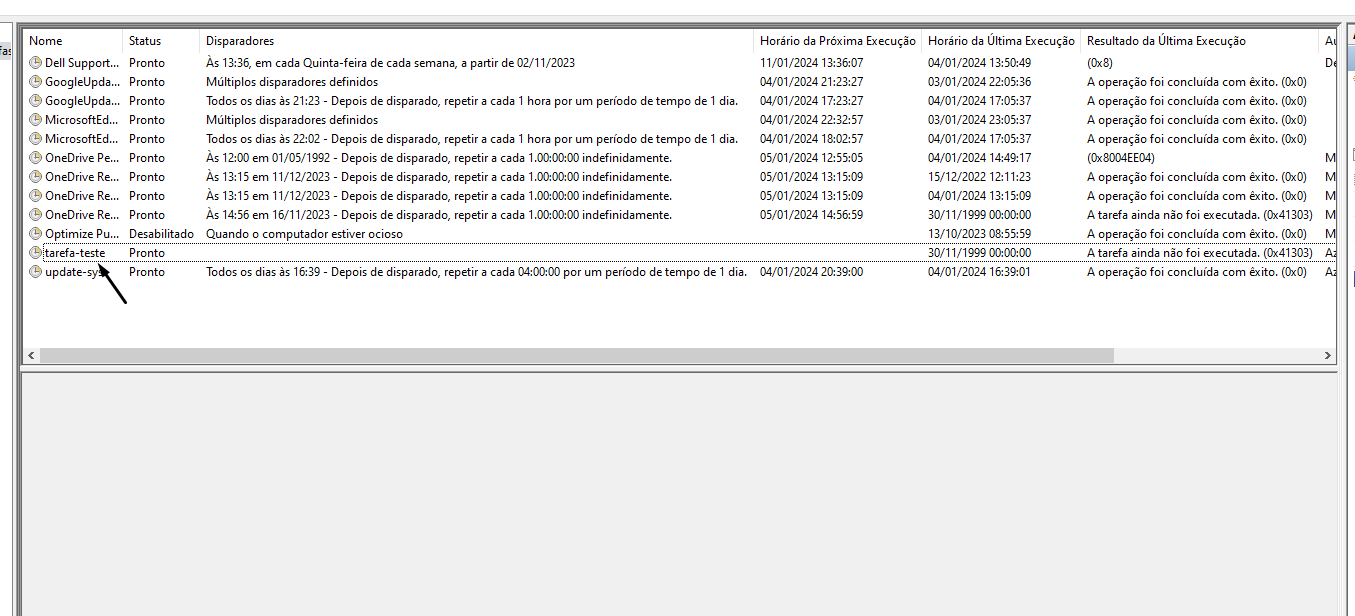 Nome Status Disparadores Horário da Próxima Execução Horário da Última Execução Resultado da Última Execução
Dell Support... Pronto Às 13:36, em cada Quinta-feira de cada semana, a partir de 02/11/2023 11/01/2024 13:36:07 04/01/2024 13:50:49 (0x8) De
GoogleUpda... Pronto Múltiplos disparadores definidos 04/01/2024 21:23:27 03/01/2024 22:05:36 A operação foi concluída com êxito. (0x0)
GoogleUpda... Pronto Todos os dias às 21:23 - Depois de disparado, repetir a cada 1 hora por um período de tempo de 1 dia. 04/01/2024 17:23:27 04/01/2024 17:05:37 A operação foi concluída com êxito. (0x0)
MicrosoftEd... Pronto Múltiplos disparadores definidos 04/01/2024 22:32:57 03/01/2024 23:05:37 A operação foi concluída com êxito. (0x0)
MicrosoftEd... Pronto Todos os dias às 22:02 - Depois de disparado, repetir a cada 1 hora por um período de tempo de 1 dia. 04/01/2024 18:02:57 04/01/2024 17:05:37 A operação foi concluída com êxito. (0x0)
OneDrive Pe... Pronto Às 12:00 em 01/05/1992 - Depois de disparado, repetir a cada 1.00:00:00 indefinidamente. 05/01/2024 12:55:05 04/01/2024 14:49:17 (0x8004EE04) M
OneDrive Re... Pronto Às 13:15 em 11/12/2023 - Depois de disparado, repetir a cada 1.00:00:00 indefinidamente. 05/01/2024 13:15:09 15/12/2022 12:11:23 A operação foi concluída com êxito. (0x0) M
OneDrive Re... Pronto Às 13:15 em 11/12/2023 - Depois de disparado, repetir a cada 1.00:00:00 indefinidamente. 05/01/2024 13:15:09 04/01/2024 13:15:09 A operação foi concluída com êxito. (0x0) M
OneDrive Re... Pronto Às 14:56 em 16/11/2023 - Depois de disparado, repetir a cada 1.00:00:00 indefinidamente. 05/01/2024 14:56:59 30/11/1999 00:00:00 A tarefa ainda não foi executada. (0x41303) M
Optimize Pu... Desabilitado Quando o computador estiver ocioso 13/10/2023 08:55:59 A operação foi concluída com êxito. (0x0) M
tarefa-teste Pronto 30/11/1999 00:00:00 A tarefa ainda não foi executada. (0x41303) Az
update-sys Pronto Todos os dias às 16:39 - Depois de disparado, repetir a cada 04:00:00 por um período de tempo de 1 dia. 04/01/2024 20:39:00 04/01/2024 16:39:01 A operação foi concluída com êxito. (0x0) Az